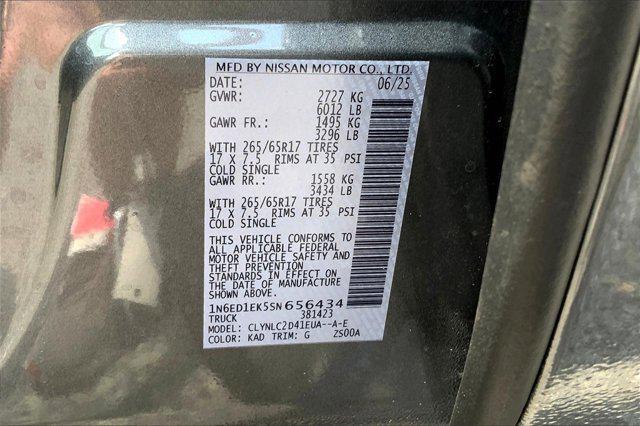 MFD BY NISSAN MOTOR CO., LTD.
DATE: 06/25
GVWR: 2727 KG
6012 LB
GAWR FR.: 1495 KG
3296 LB
WITH 265/65R17 TIRES
17 X 7.5 RIMS AT 35 PSI
COLD SINGLE
GAWR RR.: 1558 KG
3434 LB
WITH 265/65R17 TIRES
17 X 7.5 RIMS AT 35 PSI
COLD SINGLE
THIS VEHICLE CONFORMS TO
ALL APPLICABLE FEDERAL
MOTOR VEHICLE SAFETY AND
THEFT PREVENTION
STANDARDS IN EFFECT ON
THE DATE OF MANUFACTURE
SHOWN ABOVE.
1N6ED1EK5SN656434
TRUCK 381423
MODEL: CLYNLC2D41EUA--A-E
COLOR: KAD TRIM: G ZS00A